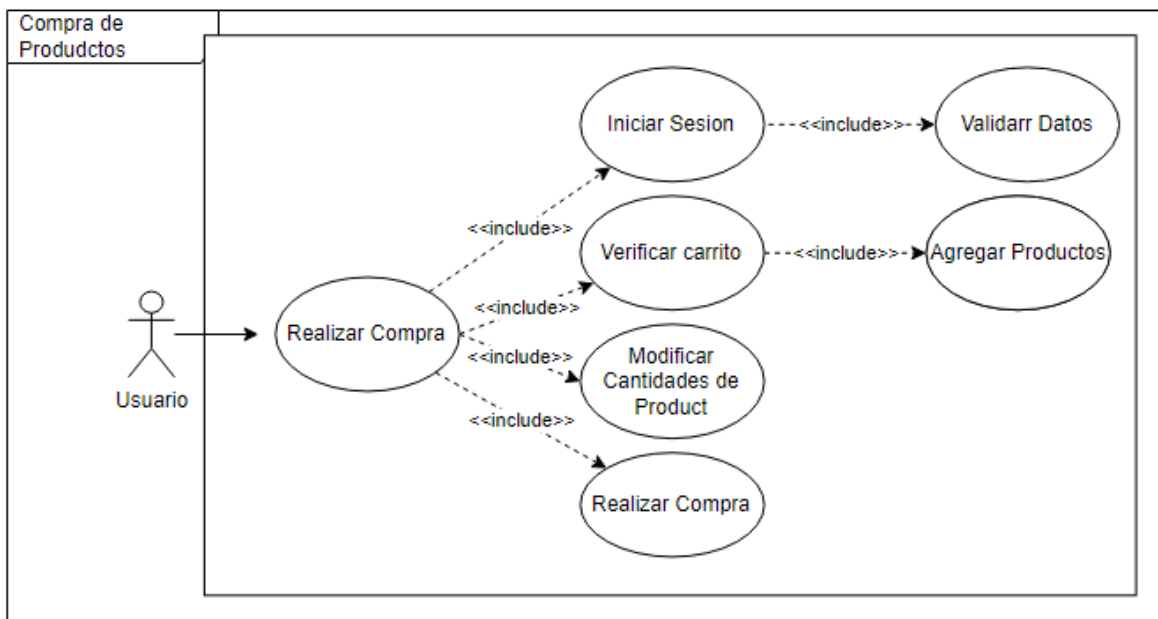 Compra de
Produdctos
Iniciar Sesion
<<include>>
Validarr Datos
<<include>>
Verificar carrito
<<include>>
Agregar Productos
<<include>>
Realizar Compra
<<include>>
Modificar
Cantidades de
Product
Usuario
<<include>>
Realizar Compra